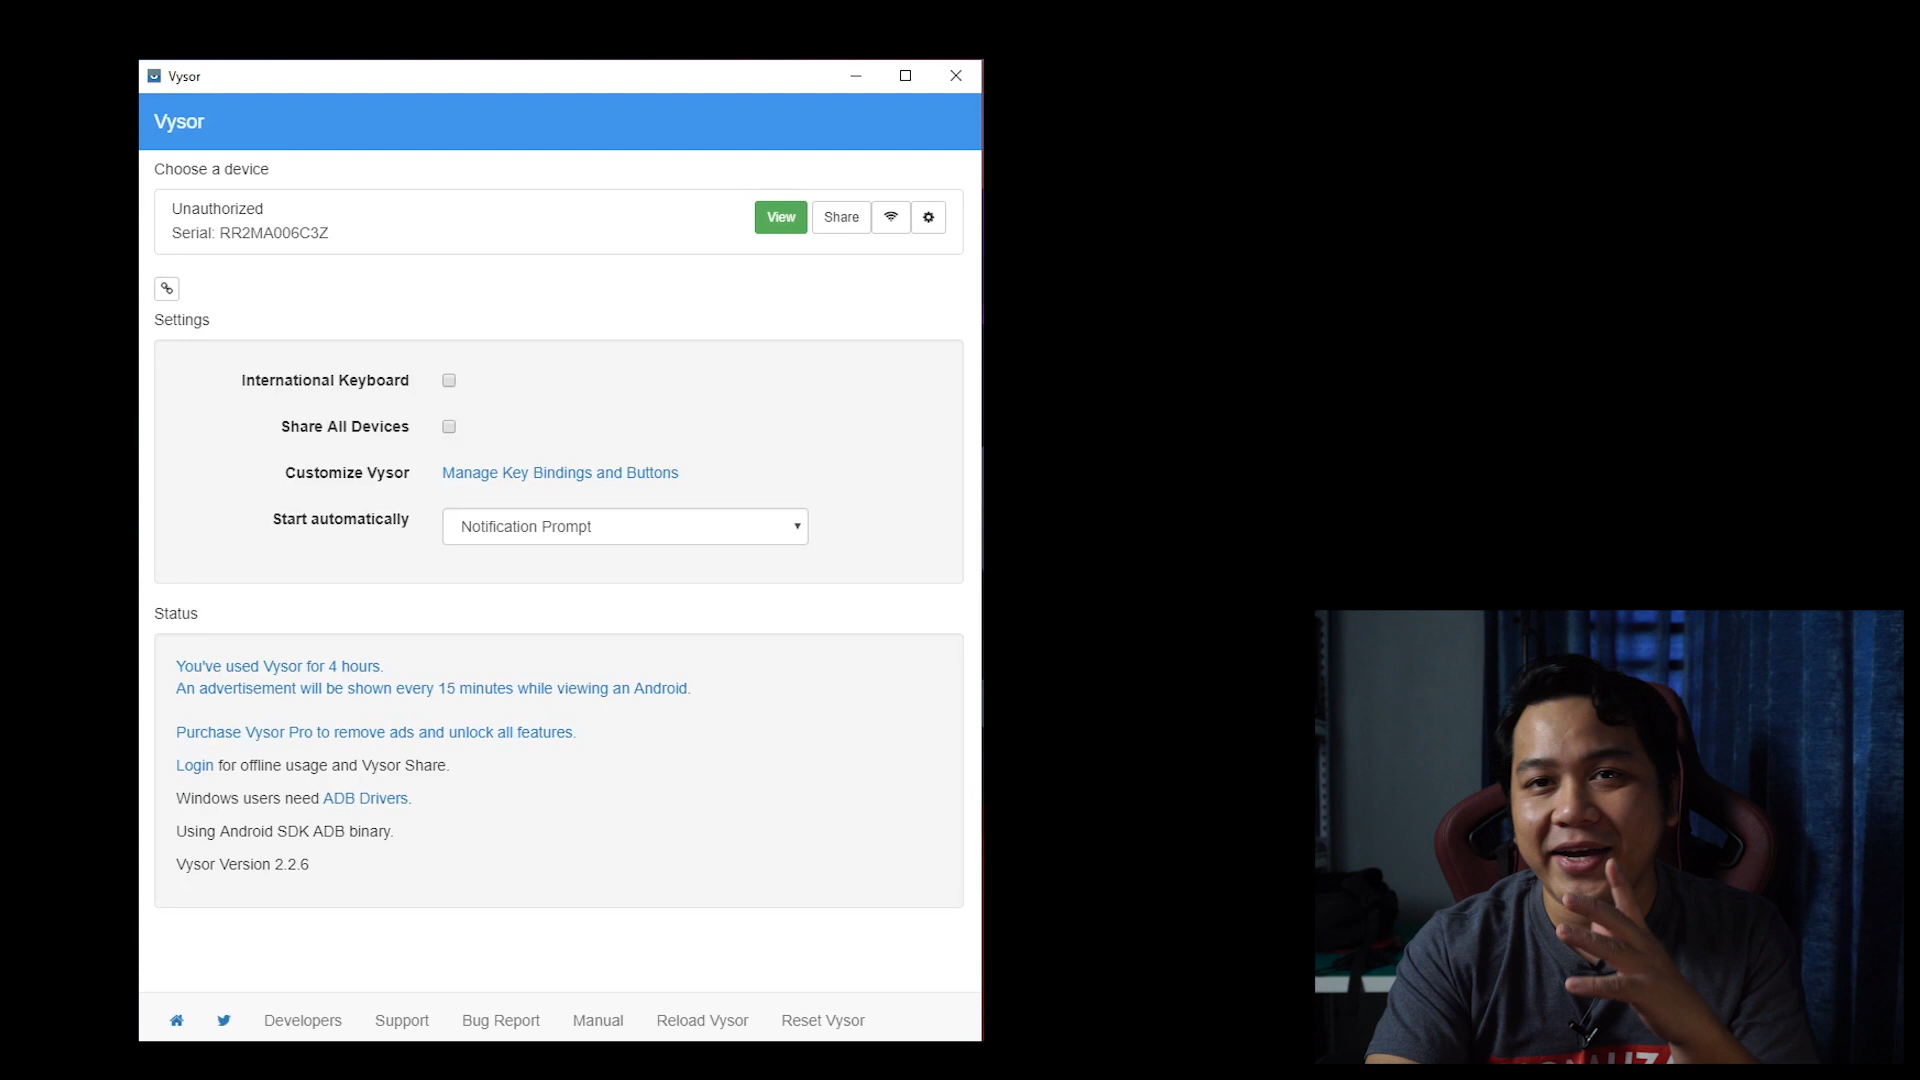 Vysor
Vysor
Choose a device
Unauthorized
Serial: RR2MA006C3Z
View
Share
Settings
International Keyboard
Share All Devices
Customize Vysor
Manage Key Bindings and Buttons
Start automatically
Notification Prompt
Status
You've used Vysor for 4 hours.
An advertisement will be shown every 15 minutes while viewing an Android.
Purchase Vysor Pro to remove ads and unlock all features.
Login for offline usage and Vysor Share.
Windows users need ADB Drivers.
Using Android SDK ADB binary.
Vysor Version 2.2.6
Developers
Support
Bug Report
Manual
Reload Vysor
Reset Vysor